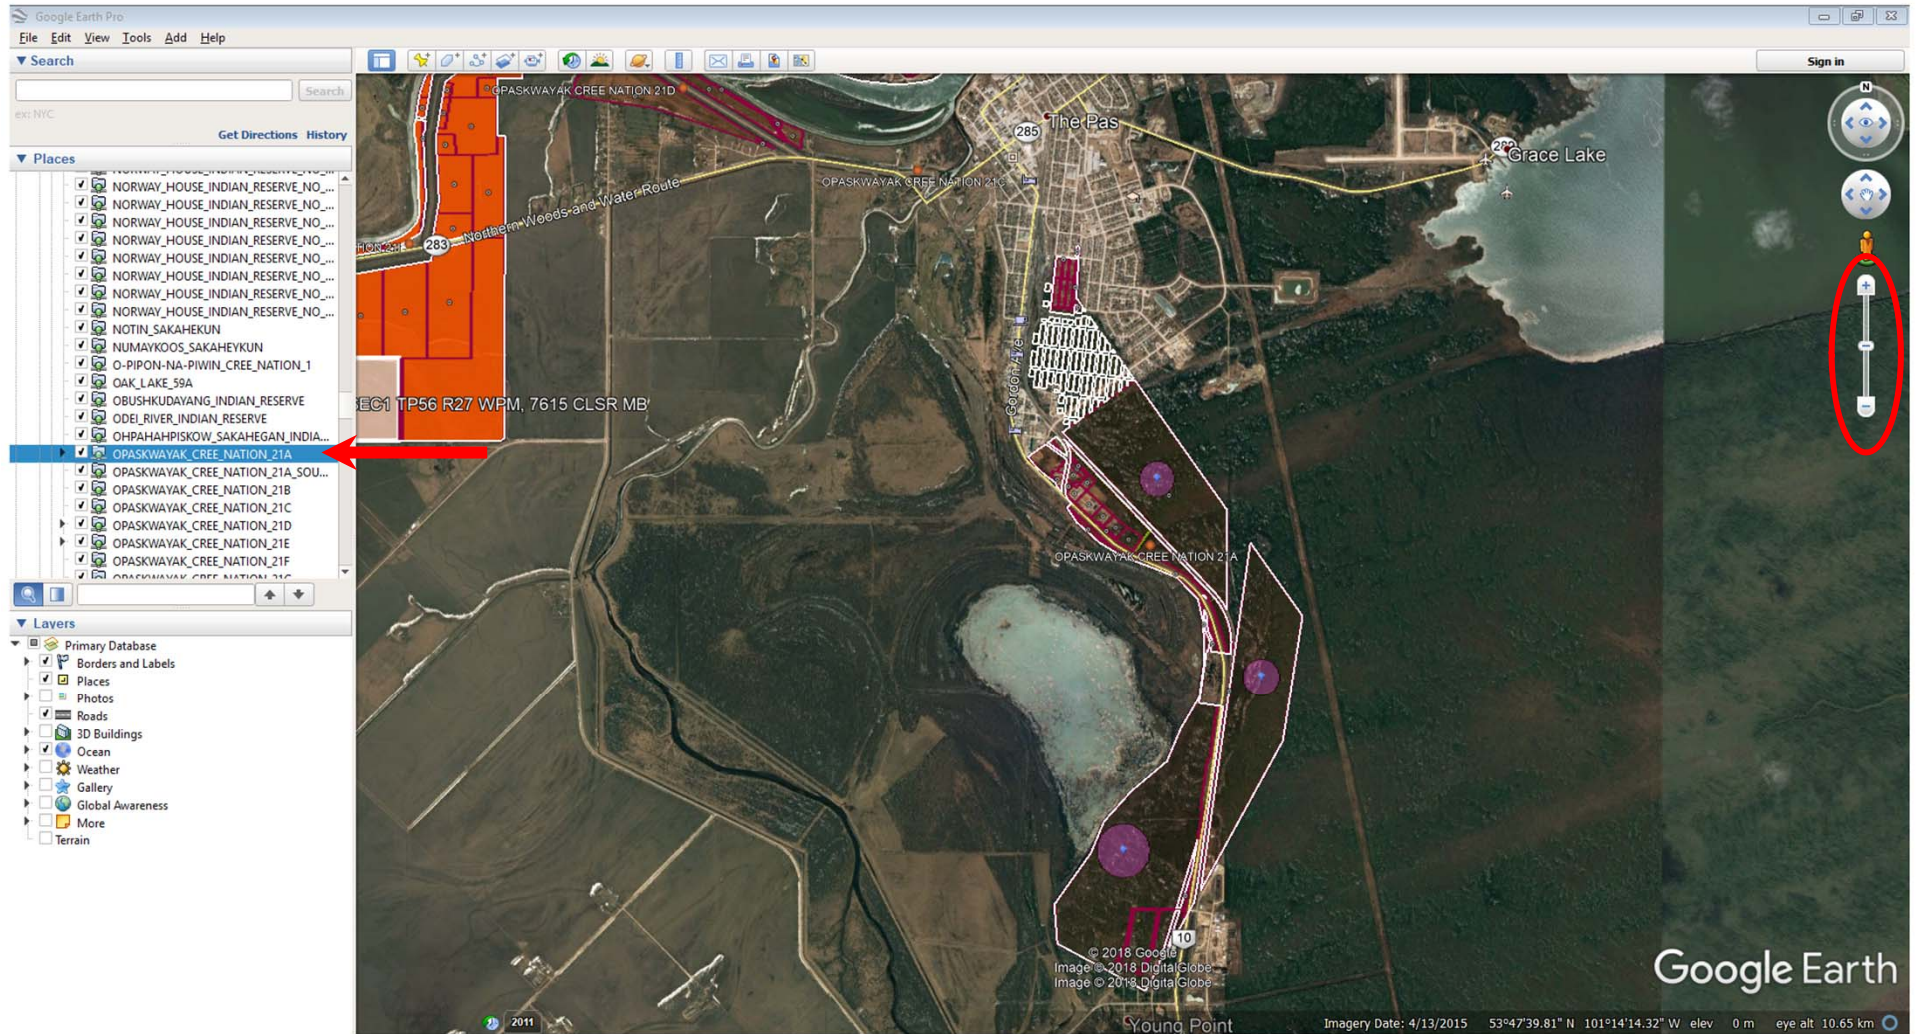 Google Earth Pro
File Edit View Tools Add Help
Search
Sign in
Search
ex: NYC
Get Directions History
Places
NORWAY_HOUSE_INDIAN_RESERVE_NO_...
NORWAY_HOUSE_INDIAN_RESERVE_NO_...
NORWAY_HOUSE_INDIAN_RESERVE_NO_...
NORWAY_HOUSE_INDIAN_RESERVE_NO_...
NORWAY_HOUSE_INDIAN_RESERVE_NO_...
NORWAY_HOUSE_INDIAN_RESERVE_NO_...
NORWAY_HOUSE_INDIAN_RESERVE_NO_...
NORWAY_HOUSE_INDIAN_RESERVE_NO_...
NORWAY_HOUSE_INDIAN_RESERVE_NO_...
NOTIN_SAKAHEKUN
NUMAYKOOS_SAKAHEYKUN
O-PIPON-NA-PIWIN_CREE_NATION_1
OAK_LAKE_59A
OBUSHKUDAYANG_INDIAN_RESERVE
ODEI_RIVER_INDIAN_RESERVE
OHPAHAHPISKOW_SAKAHEGAN_INDIA...
OPASKWAYAK_CREE_NATION_21A
OPASKWAYAK_CREE_NATION_21A_SOU...
OPASKWAYAK_CREE_NATION_21B
OPASKWAYAK_CREE_NATION_21C
OPASKWAYAK_CREE_NATION_21D
OPASKWAYAK_CREE_NATION_21E
OPASKWAYAK_CREE_NATION_21F
OPASKWAYAK_CREE_NATION_21G
Layers
Primary Database
Borders and Labels
Places
Photos
Roads
3D Buildings
Ocean
Weather
Gallery
Global Awareness
More
Terrain
OPASKWAYAK CREE NATION 21D
285
The Pas
Grace Lake
OPASKWAYAK CREE NATION 21C
N
Northern Woods and Water Route
283
Gordon Ave
SEC1 TP56 R27 WPM, 7615 CLSR MB
OPASKWAYAK CREE NATION 21A
10
© 2018 Google
Image © 2018 DigitalGlobe
Image © 2018 DigitalGlobe
Google Earth
2011
Young Point
Imagery Date: 4/13/2015 53°47'39.81" N 101°14'14.32" W elev 0 m eye alt 10.65 km